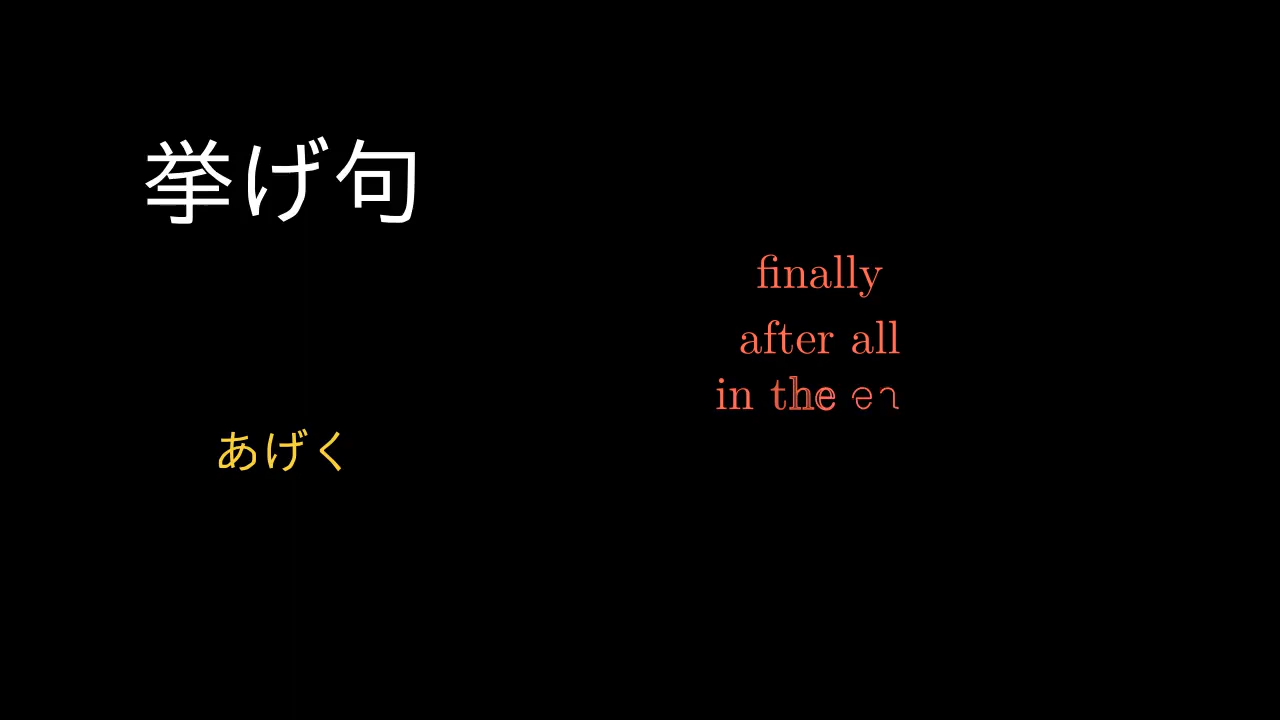 挙げ句
finally
after all
in the
あげく